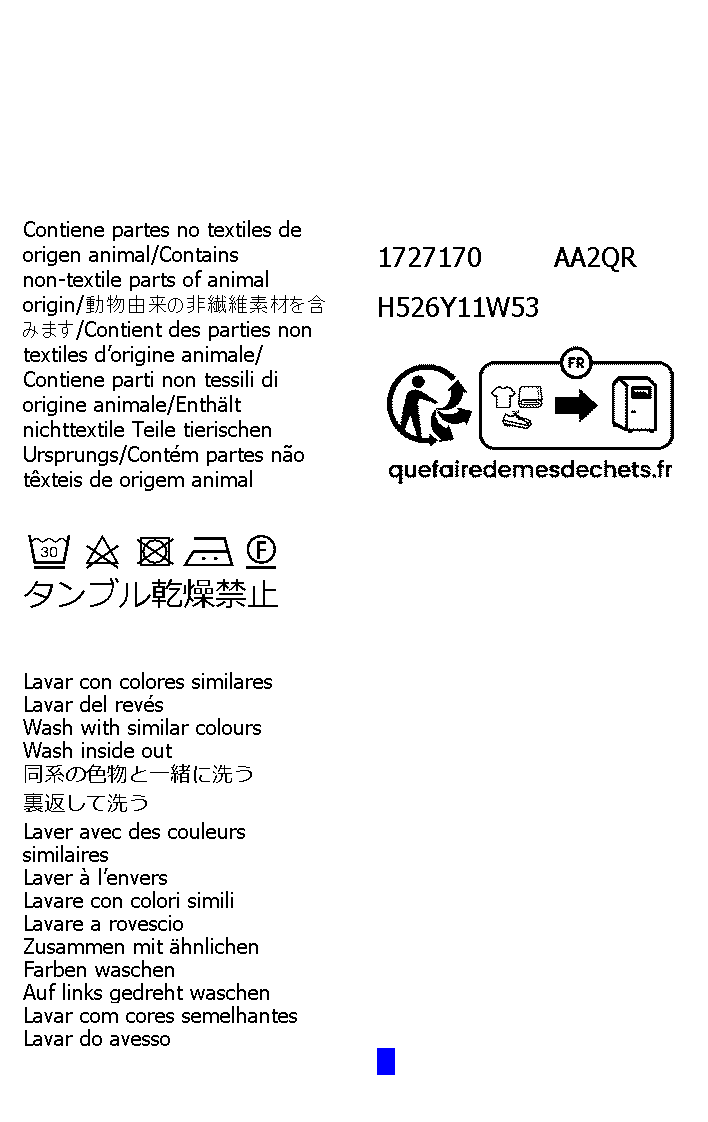 Contiene partes no textiles de
origen animal/Contains
non-textile parts of animal
origin/動物由来の非繊維素材を含
みます/Contient des parties non
textiles d'origine animale/
Contiene parti non tessili di
origine animale/Enthält
nichttextile Teile tierischen
Ursprungs/Contém partes não
têxteis de origem animal
30
F
タンブル乾燥禁止
Lavar con colores similares
Lavar del revés
Wash with similar colours
Wash inside out
同系の色物と一緒に洗う
裏返して洗う
Laver avec des couleurs
similaires
Laver à l'envers
Lavare con colori simili
Lavare a rovescio
Zusammen mit ähnlichen
Farben waschen
Auf links gedreht waschen
Lavar com cores semelhantes
Lavar do avesso
1727170 AA2QR
H526Y11W53
FR
quefairedemesdechets.fr